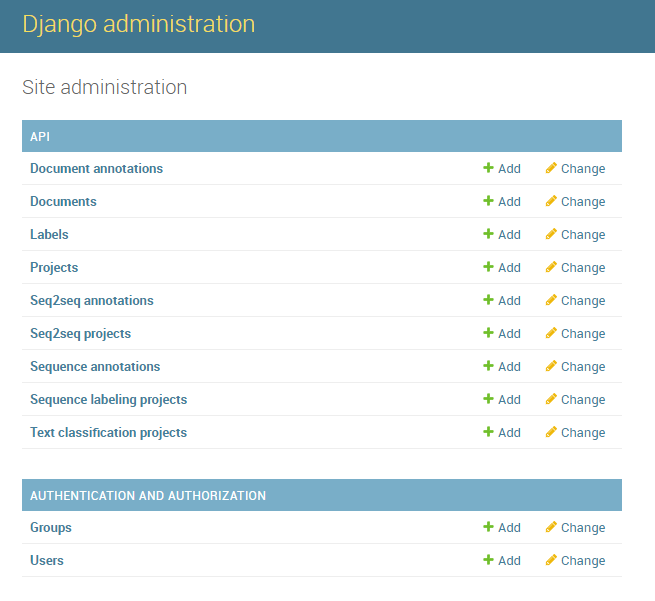 Django administration
Site administration
API
Document annotations Add Change
Documents Add Change
Labels Add Change
Projects Add Change
Seq2seq annotations Add Change
Seq2seq projects Add Change
Sequence annotations Add Change
Sequence labeling projects Add Change
Text classification projects Add Change
AUTHENTICATION AND AUTHORIZATION
Groups Add Change
Users Add Change